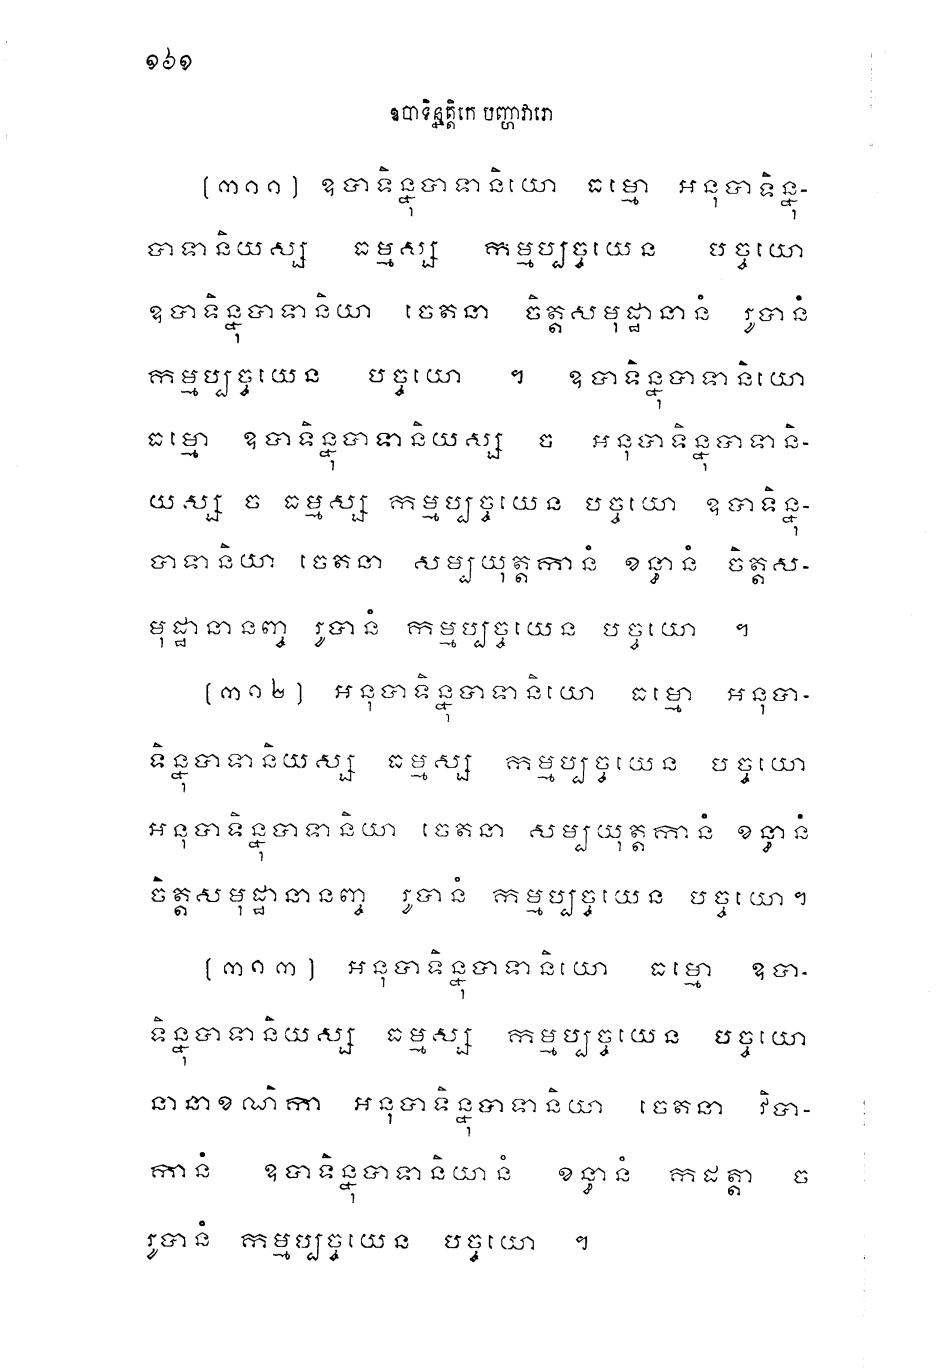 ១៦១
ឧបាទិន្នត្តិកេ បញ្ហាវារោ
(៣១១) ឧបាទិន្នុបាទានិយោ ធម្មោ អនុបាទិន្នុ-
បាទានិយស្ស ធម្មស្ស កម្មប្បច្ចយេន បច្ចយោ
ឧបាទិន្នុបាទានិយា ចេតនា ចិត្តសមុដ្ឋានានំ រូបានំ
កម្មប្បច្ចយេន បច្ចយោ ។ ឧបាទិន្នុបាទានិយោ
ធម្មោ ឧបាទិន្នុបាទានិយស្ស ច អនុបាទិន្នុបាទានិ-
យស្ស ច ធម្មស្ស កម្មប្បច្ចយេន បច្ចយោ ឧបាទិន្នុ-
បាទានិយា ចេតនា សម្បយុត្តកានំ ខន្ធានំ ចិត្តស-
មុដ្ឋានានញ្ច រូបានំ កម្មប្បច្ចយេន បច្ចយោ ។
(៣១២) អនុបាទិន្នុបាទានិយោ ធម្មោ អនុបា-
ទិន្នុបាទានិយស្ស ធម្មស្ស កម្មប្បច្ចយេន បច្ចយោ
អនុបាទិន្នុបាទានិយា ចេតនា សម្បយុត្តកានំ ខន្ធានំ
ចិត្តសមុដ្ឋានានញ្ច រូបានំ កម្មប្បច្ចយេន បច្ចយោ។
(៣១៣) អនុបាទិន្នុបាទានិយោ ធម្មោ ឧបា-
ទិន្នុបាទានិយស្ស ធម្មស្ស កម្មប្បច្ចយេន បច្ចយោ
នានាខណិកា អនុបាទិន្នុបាទានិយា ចេតនា វិបា-
កានំ ឧបាទិន្នុបាទានិយានំ ខន្ធានំ កដត្តា ច
រូបានំ កម្មប្បច្ចយេន បច្ចយោ ។